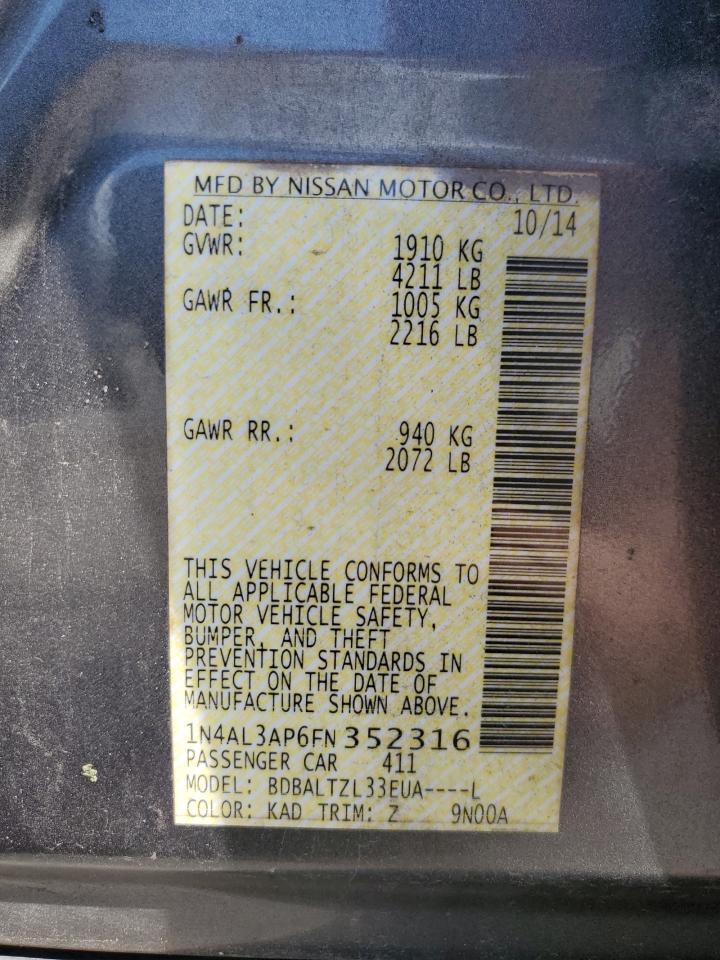 MFD BY NISSAN MOTOR CO., LTD.
DATE: 10/14
GVWR: 1910 KG
4211 LB
GAWR FR.: 1005 KG
2216 LB
GAWR RR.: 940 KG
2072 LB
THIS VEHICLE CONFORMS TO
ALL APPLICABLE FEDERAL
MOTOR VEHICLE SAFETY,
BUMPER, AND THEFT
PREVENTION STANDARDS IN
EFFECT ON THE DATE OF
MANUFACTURE SHOWN ABOVE.
1N4AL3AP6FN352316
PASSENGER CAR 411
MODEL: BDBALTZL33EUA----L
COLOR: KAD TRIM: Z 9N00A